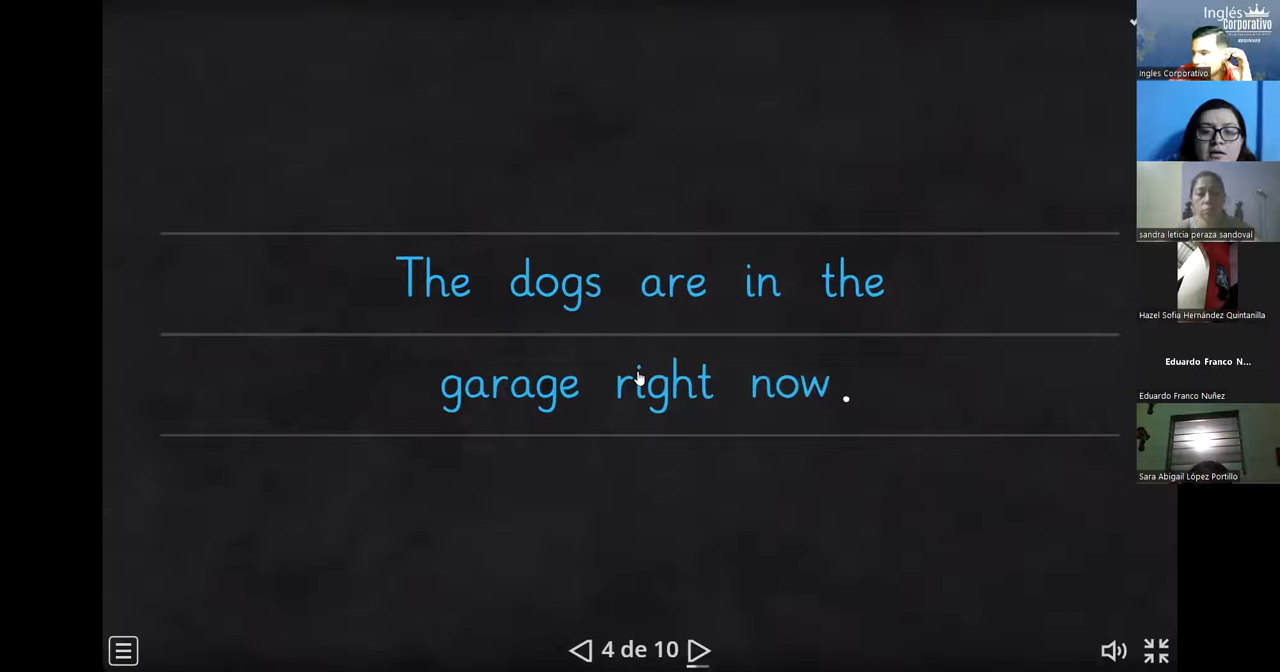 The dogs are in the
garage right now.
4 de 10
Inglés
Corporativo
BEGINNER
Ingles Corporativo
sandra leticia peraza sandoval
Hazel Sofia Hernández Quintanilla
Eduardo Franco N...
Eduardo Franco Nuñez
Sara Abigail López Portillo